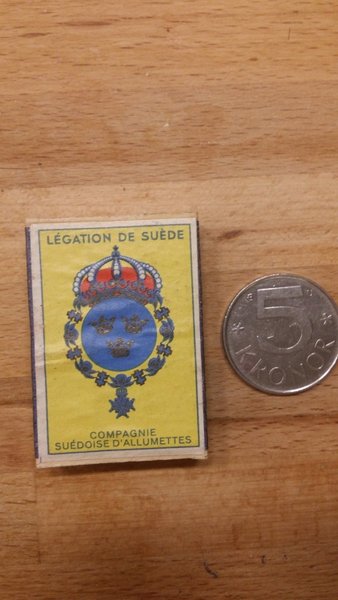 LÉGATION DE SUÈDE
COMPAGNIE
SUÉDOISE D'ALLUMETTES
5
KRONOR